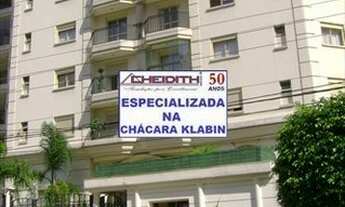 CHEIDITH 50
ANOS
ESPECIALIZADA
NA
CHÁCARA KLABIN